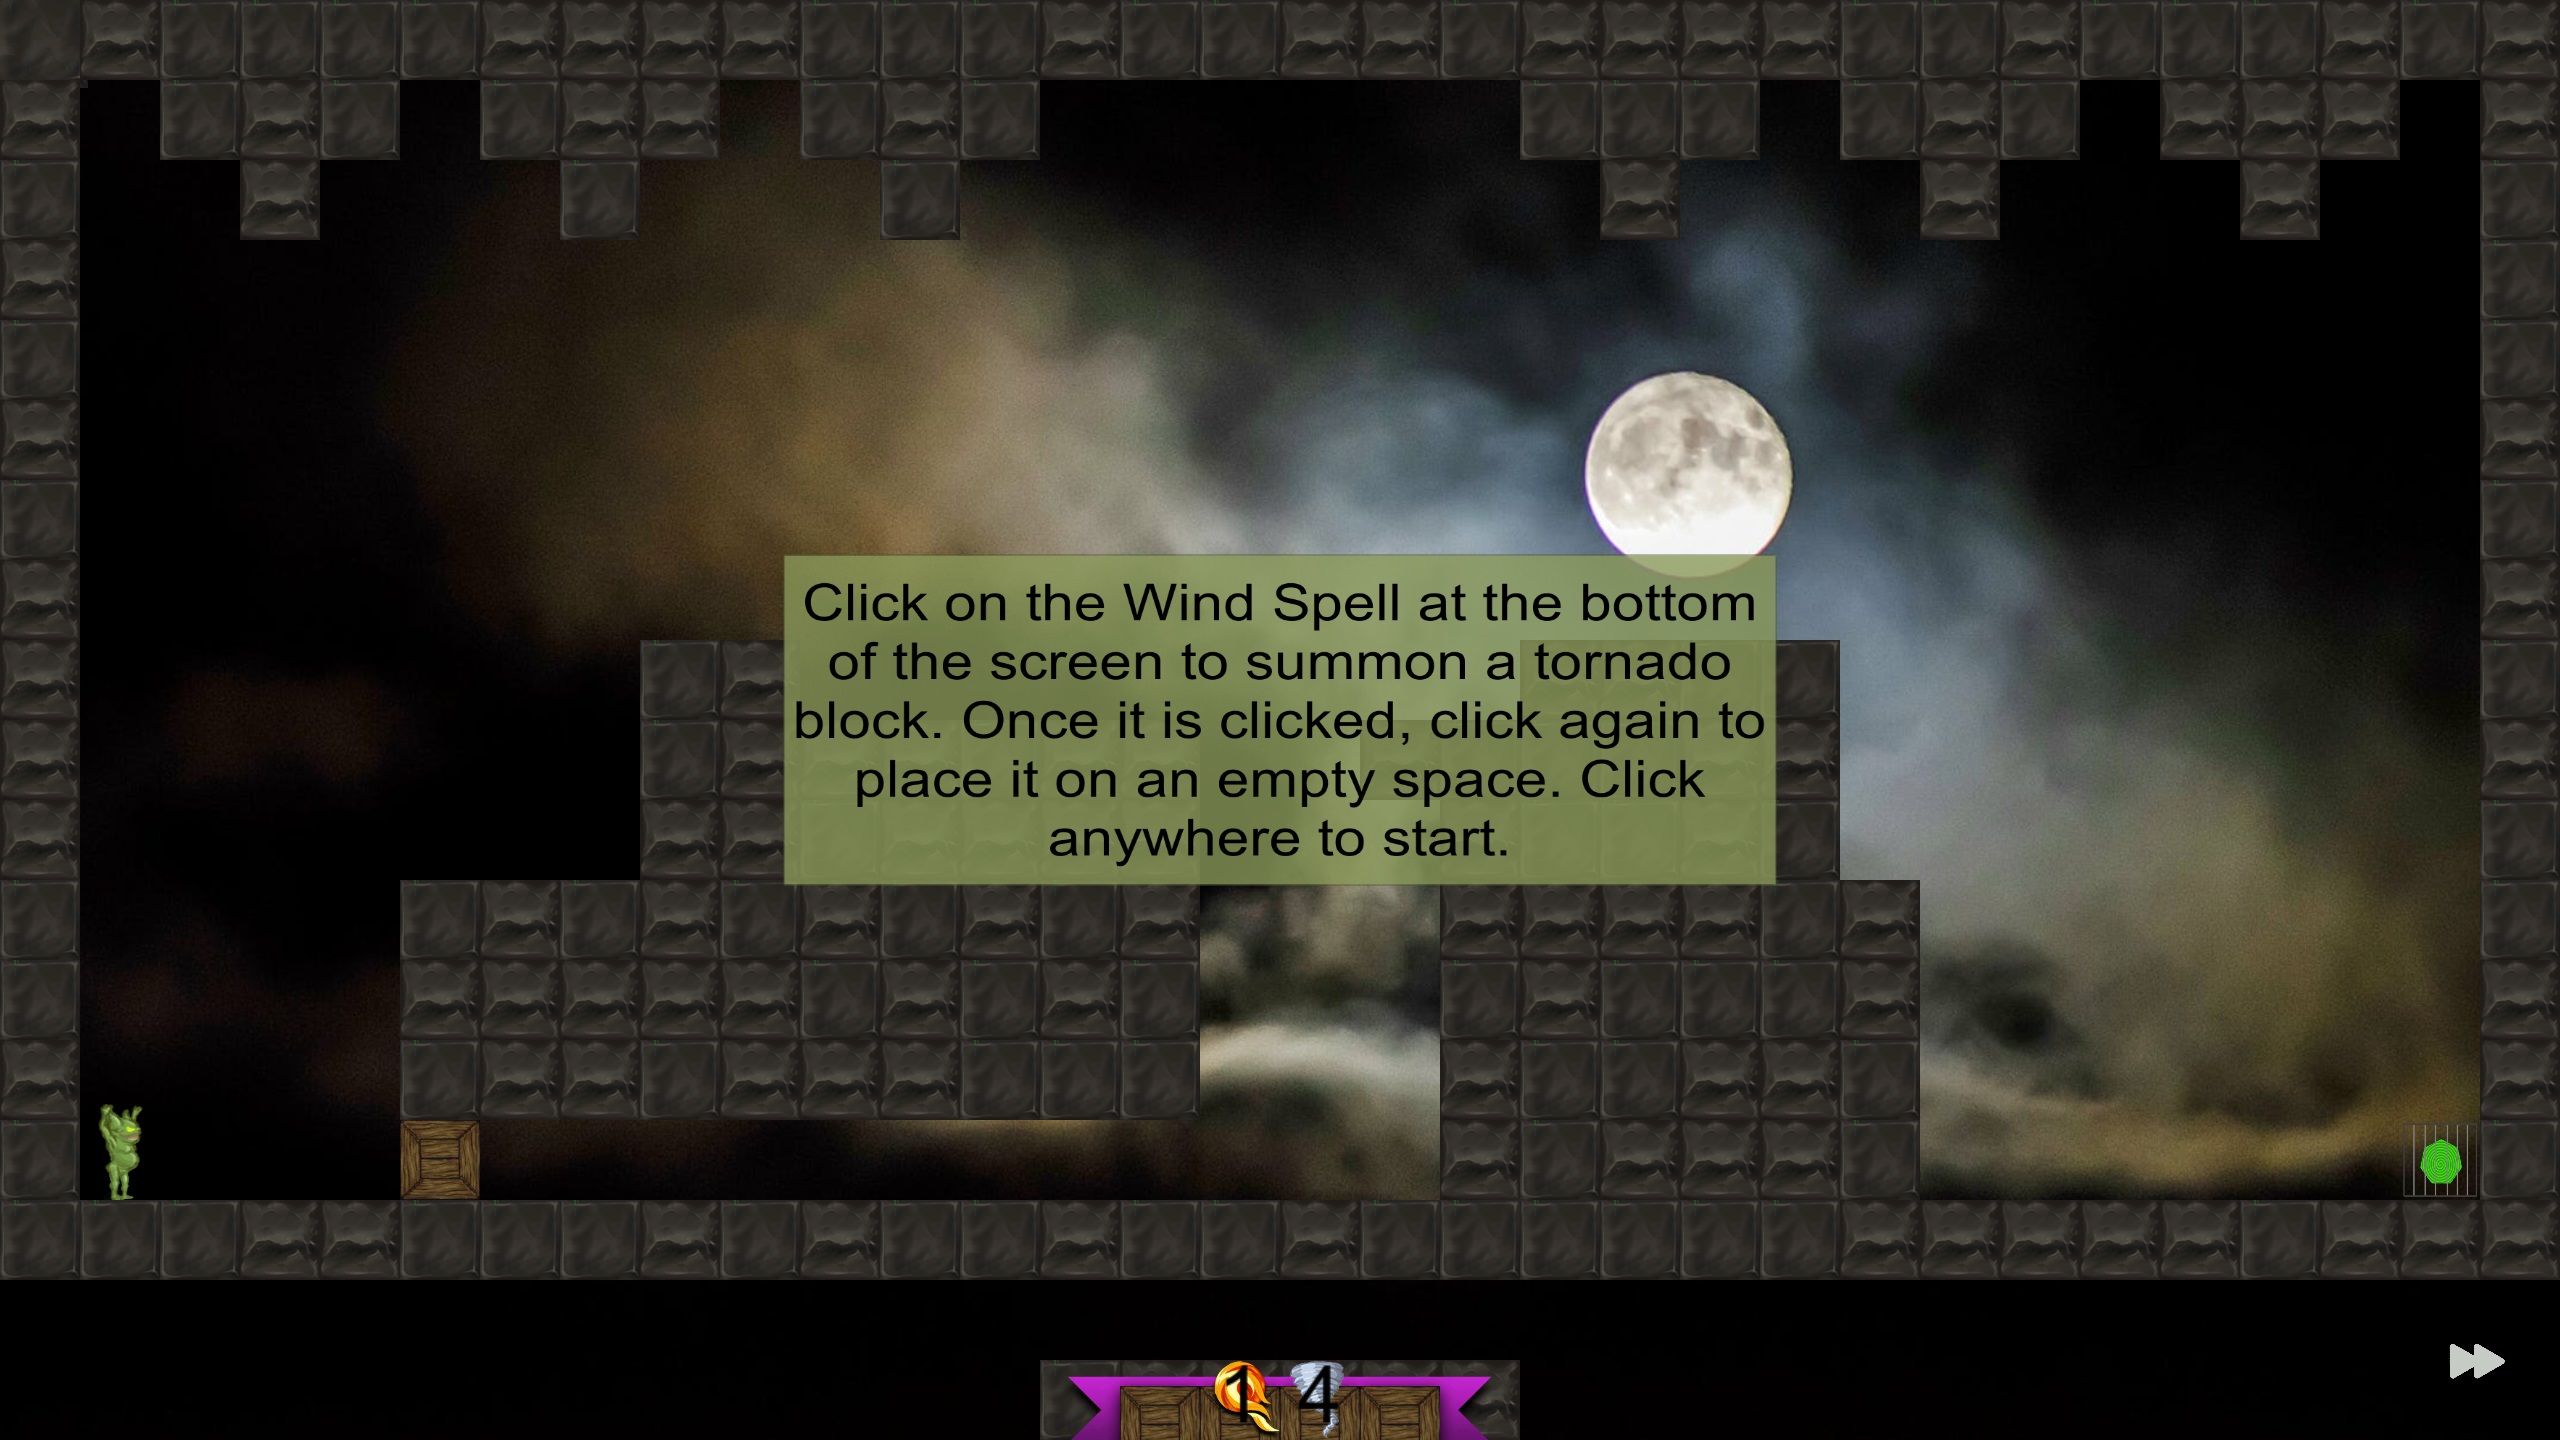 Click on the Wind Spell at the bottom
of the screen to summon a tornado
block. Once it is clicked, click again to
place it on an empty space. Click
anywhere to start.
1 4